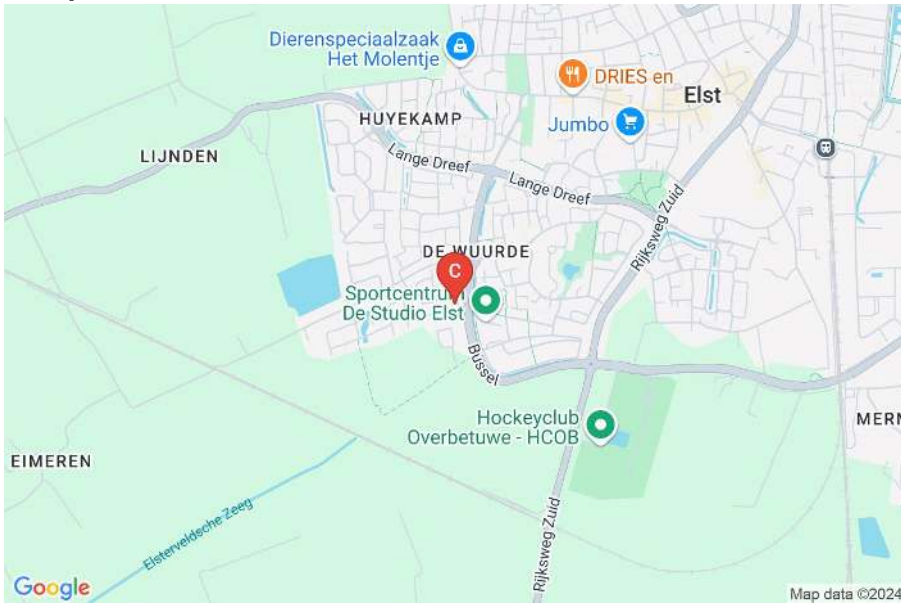 Dierenspeciaalzaak
Het Molentje
DRIES en
Elst
HUYEKAMP
Jumbo
LIJNDEN
Lange Dreef
Lange Dreef
Rijksweg Zuid
DE WUURDE
C
Sportcentrum
De Studio Elst
Bussel
Hockeyclub
Overbetuwe - HCOB
MERN
EIMEREN
Elsterveldsche Zeeg
Rijksweg Zuid
Google
Map data ©2024